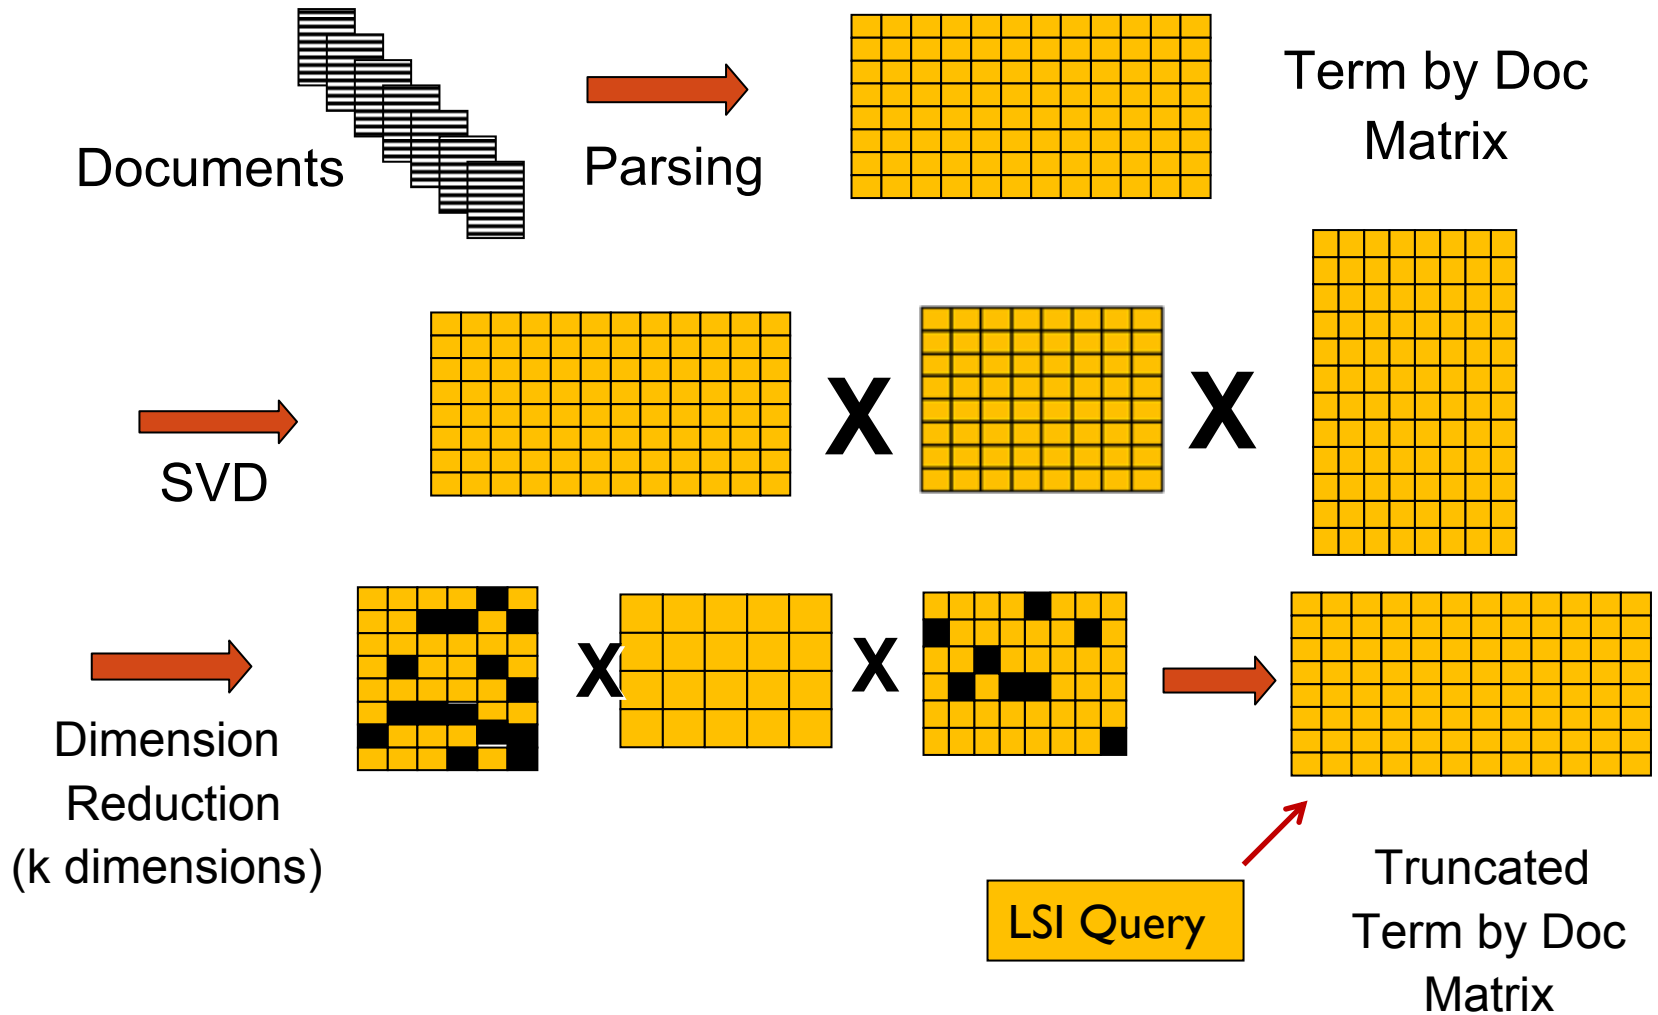 Documents
Parsing
Term by Doc
Matrix
X
X
SVD
X
X
Dimension
Reduction
(k dimensions)
LSI Query
Truncated
Term by Doc
Matrix